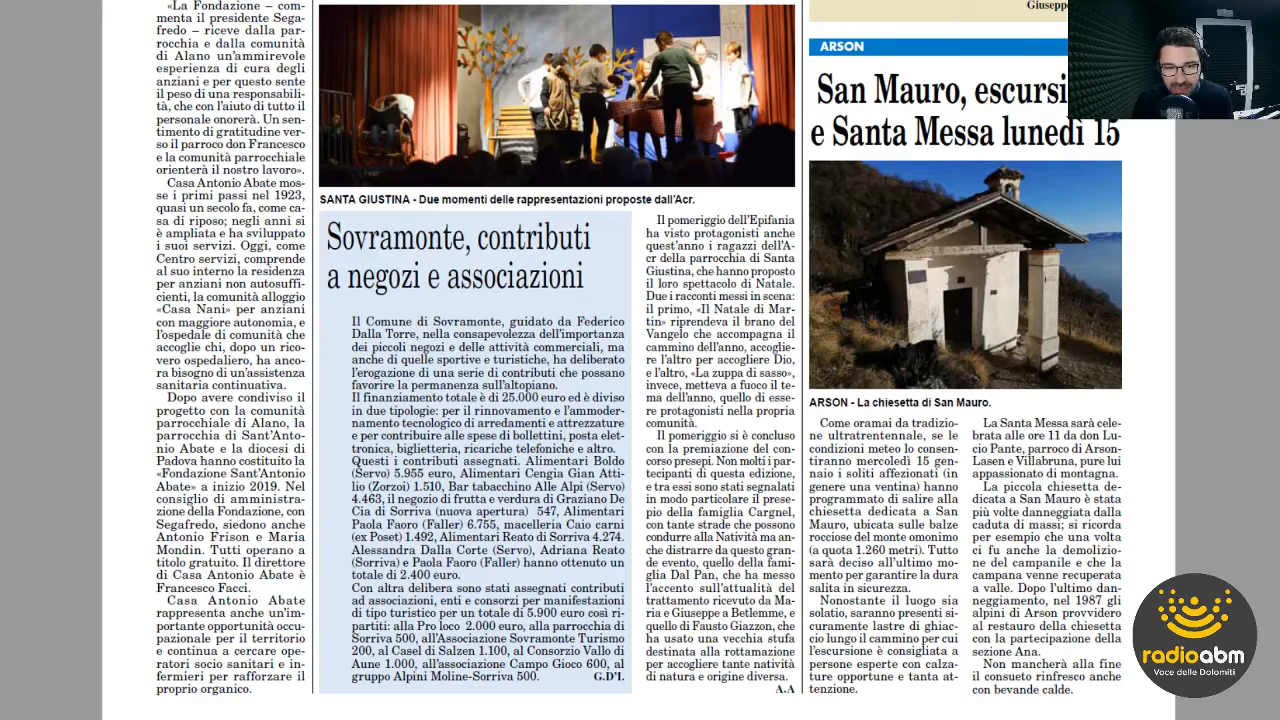 «La Fondazione – com-
menta il presidente Sega-
fredo – riceve dalla par-
rocchia e dalla comunità
di Alano un'ammirevole
esperienza di cura degli
anziani e per questo sente
il peso di una responsabili-
tà, che con l'aiuto di tutto il
personale onorerà. Un sen-
timento di gratitudine ver-
so il parroco don Francesco
e la comunità parrocchiale
orienterà il nostro lavoro».
Casa Antonio Abate mos-
se i primi passi nel 1923,
quasi un secolo fa, come ca-
sa di riposo; negli anni si
è ampliata e ha sviluppato
i suoi servizi. Oggi, come
Centro servizi, comprende
al suo interno la residenza
per anziani non autosuffi-
cienti, la comunità alloggio
«Casa Nani» per anziani
con maggiore autonomia, e
l'ospedale di comunità che
accoglie chi, dopo un rico-
vero ospedaliero, ha anco-
ra bisogno di un'assistenza
sanitaria continuativa.
Dopo avere condiviso il
progetto con la comunità
parrocchiale di Alano, la
parrocchia di Sant'Anto-
nio Abate e la diocesi di
Padova hanno costituito la
«Fondazione Sant'Antonio
Abate» a inizio 2019. Nel
consiglio di amministra-
zione della Fondazione, con
Segafredo, siedono anche
Antonio Frison e Maria
Mondin. Tutti operano a
titolo gratuito. Il direttore
di Casa Antonio Abate è
Francesco Facci.
Casa Antonio Abate
rappresenta anche un'im-
portante opportunità occu-
pazionale per il territorio
e continua a cercare ope-
ratori socio sanitari e in-
fermieri per rafforzare il
proprio organico.
SANTA GIUSTINA - Due momenti delle rappresentazioni proposte dall'Acr.
Sovramonte, contributi
a negozi e associazioni
Il Comune di Sovramonte, guidato da Federico
Dalla Torre, nella consapevolezza dell'importanza
dei piccoli negozi e delle attività commerciali, ma
anche di quelle sportive e turistiche, ha deliberato
l'erogazione di una serie di contributi che possano
favorire la permanenza sull'altopiano.
Il finanziamento totale è di 25.000 euro ed è diviso
in due tipologie: per il rinnovamento e l'ammoder-
namento tecnologico di arredamenti e attrezzature
e per contribuire alle spese di bollettini, posta elet-
tronica, biglietteria, ricariche telefoniche e altro.
Questi i contributi assegnati. Alimentari Boldo
(Servo) 5.955 euro, Alimentari Cengia Gian Atti-
lio (Zorzoi) 1.510, Bar tabacchino Alle Alpi (Servo)
4.463, il negozio di frutta e verdura di Graziano De
Cia di Sorriva (nuova apertura) 547, Alimentari
Paola Faoro (Faller) 6.755, macelleria Caio carni
(ex Poset) 1.492, Alimentari Reato di Sorriva 4.274.
Alessandra Dalla Corte (Servo), Adriana Reato
(Sorriva) e Paola Faoro (Faller) hanno ottenuto un
totale di 2.400 euro.
Con altra delibera sono stati assegnati contributi
ad associazioni, enti e consorzi per manifestazioni
di tipo turistico per un totale di 5.900 euro così ri-
partiti: alla Pro loco 2.000 euro, alla parrocchia di
Sorriva 500, all'Associazione Sovramonte Turismo
200, al Casel di Salzen 1.100, al Consorzio Vallo di
Aune 1.000, all'associazione Campo Gioco 600, al
gruppo Alpini Moline-Sorriva 500. G.D'I.
Il pomeriggio dell'Epifania
ha visto protagonisti anche
quest'anno i ragazzi dell'A-
cr della parrocchia di Santa
Giustina, che hanno proposto
il loro spettacolo di Natale.
Due i racconti messi in scena:
il primo, «Il Natale di Mar-
tin» riprendeva il brano del
Vangelo che accompagna il
cammino dell'anno, accoglie-
re l'altro per accogliere Dio,
e l'altro, «La zuppa di sasso»,
invece, metteva a fuoco il te-
ma dell'anno, quello di esse-
re protagonisti nella propria
comunità.
Il pomeriggio si è concluso
con la premiazione del con-
corso presepi. Non molti i par-
tecipanti di questa edizione,
e tra essi sono stati segnalati
in modo particolare il prese-
pio della famiglia Cargnel,
con tante strade che possono
condurre alla Natività ma an-
che distrarre da questo gran-
de evento, quello della fami-
glia Dal Pan, che ha messo
l'accento sull'attualità del
trattamento ricevuto da Ma-
ria e Giuseppe a Betlemme, e
quello di Fausto Giazzon, che
ha usato una vecchia stufa
destinata alla rottamazione
per accogliere tante natività
di natura e origine diversa.
A.A
Giuseppe
ARSON
San Mauro, escursi
e Santa Messa lunedì 15
ARSON - La chiesetta di San Mauro.
Come oramai da tradizio-
ne ultratrentennale, se le
condizioni meteo lo consen-
tiranno mercoledì 15 gen-
naio i soliti affezionati (in
genere una ventina) hanno
programmato di salire alla
chiesetta dedicata a San
Mauro, ubicata sulle balze
rocciose del monte omonimo
(a quota 1.260 metri). Tutto
sarà deciso all'ultimo mo-
mento per garantire la dura
salita in sicurezza.
Nonostante il luogo sia
solatio, saranno presenti si-
curamente lastre di ghiac-
cio lungo il cammino per cui
l'escursione è consigliata a
persone esperte con calza-
ture opportune e tanta at-
tenzione.
La Santa Messa sarà cele-
brata alle ore 11 da don Lu-
cio Pante, parroco di Arson-
Lasen e Villabruna, pure lui
appassionato di montagna.
La piccola chiesetta de-
dicata a San Mauro è stata
più volte danneggiata dalla
caduta di massi; si ricorda
per esempio che una volta
ci fu anche la demolizio-
ne del campanile e che la
campana venne recuperata
a valle. Dopo l'ultimo dan-
neggiamento, nel 1987 gli
alpini di Arson provvidero
al restauro della chiesetta
con la partecipazione della
sezione Ana.
Non mancherà alla fine
il consueto rinfresco anche
con bevande calde.
radioabm
Voce delle Dolomiti